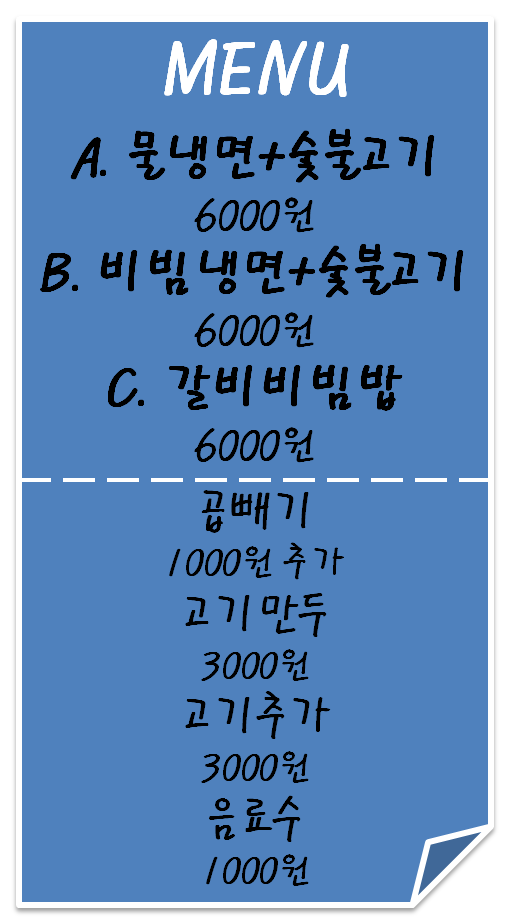 MENU
A. 물냉면+숯불고기
6000원
B. 비빔냉면+숯불고기
6000원
C. 갈비비빔밥
6000원
곱빼기
1000원 추가
고기만두
3000원
고기추가
3000원
음료수
1000원